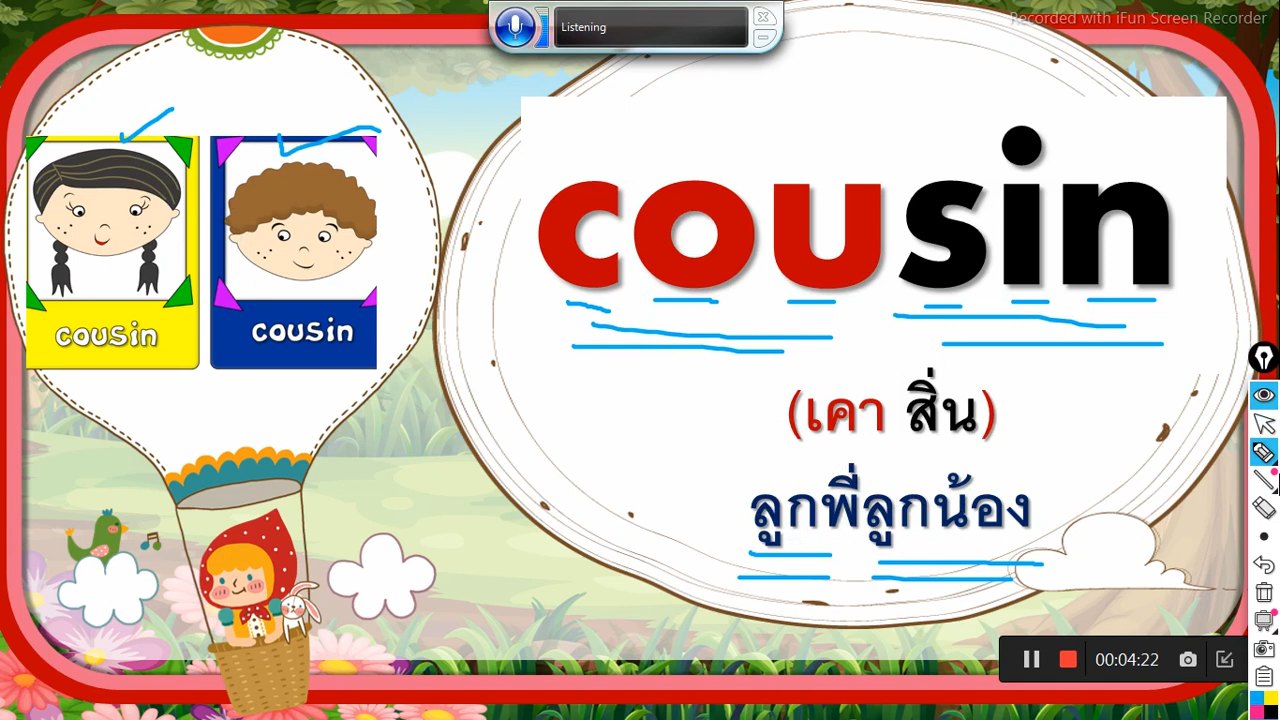 Listening
Recorded with iFun Screen Recorder
cousin
cousin
cousin
(เคา สิ่น)
ลูกพี่ลูกน้อง
00:04:22